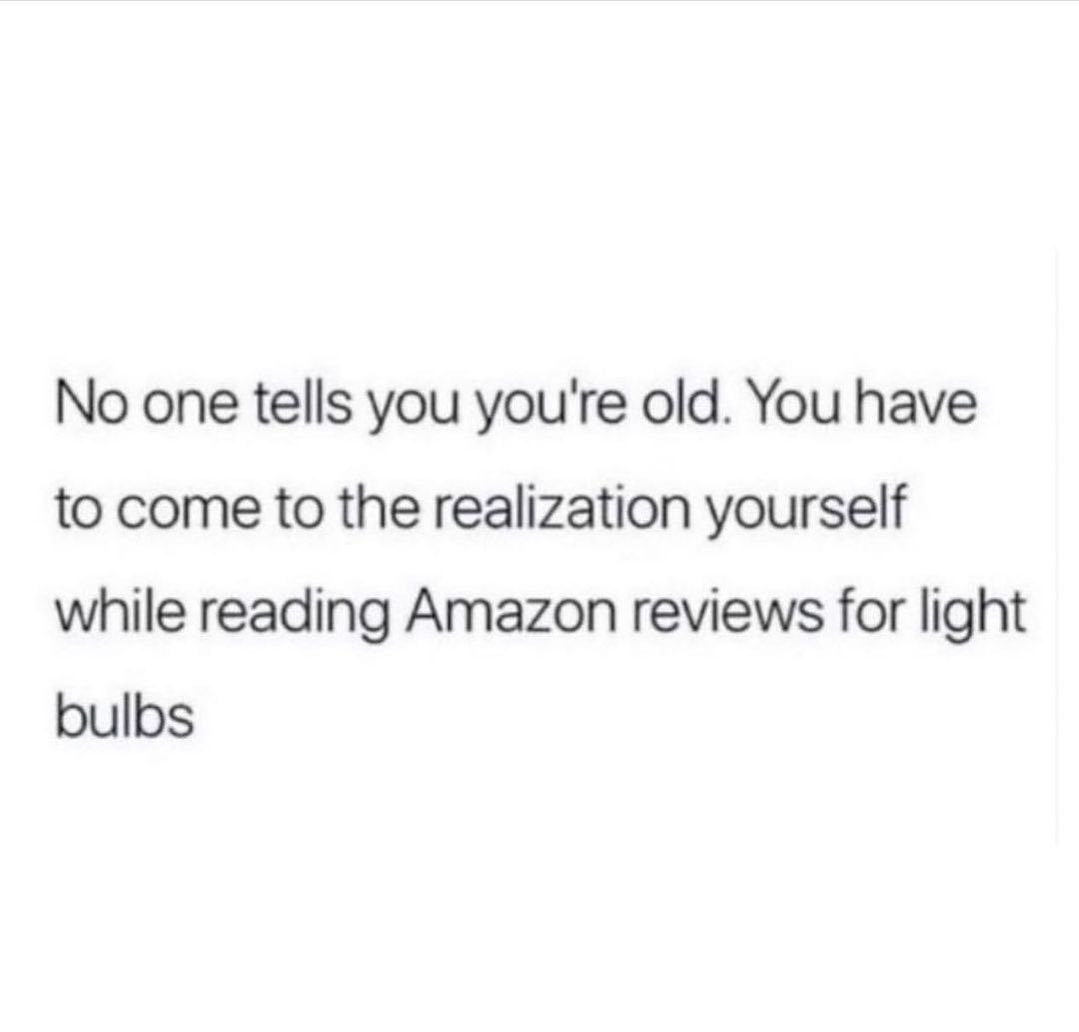 No one tells you you're old. You have
to come to the realization yourself
while reading Amazon reviews for light
bulbs